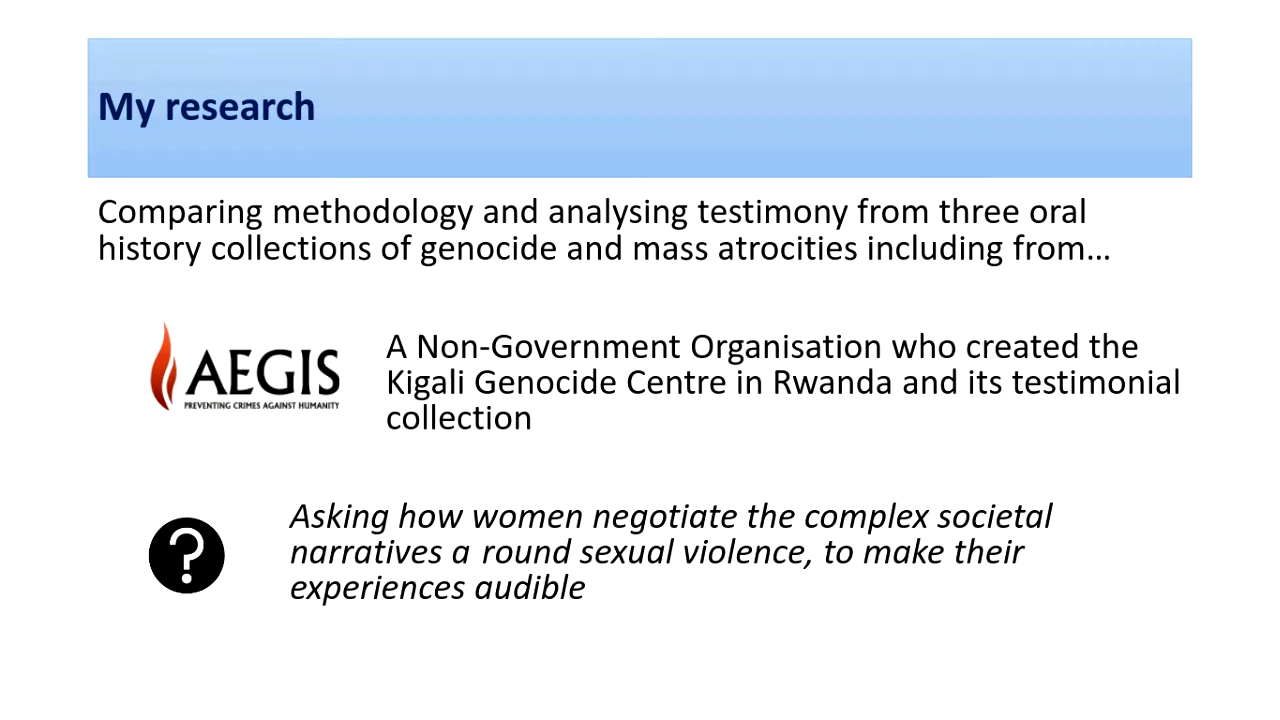 My research
Comparing methodology and analysing testimony from three oral
history collections of genocide and mass atrocities including from…
AEGIS
PREVENTING CRIMES AGAINST HUMANITY
A Non-Government Organisation who created the
Kigali Genocide Centre in Rwanda and its testimonial
collection
?
Asking how women negotiate the complex societal
narratives a round sexual violence, to make their
experiences audible